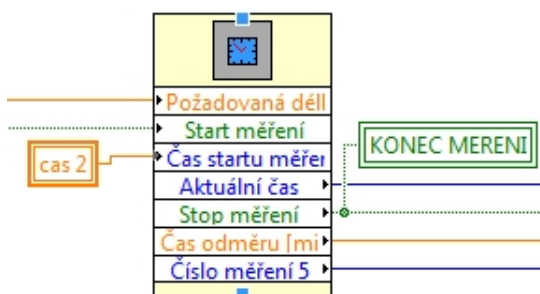 Požadovaná déll
Start měření
cas 2
Čas startu měřer
KONEC MERENI
Aktuální čas
Stop měření
Čas odměru [mi
Číslo měření 5